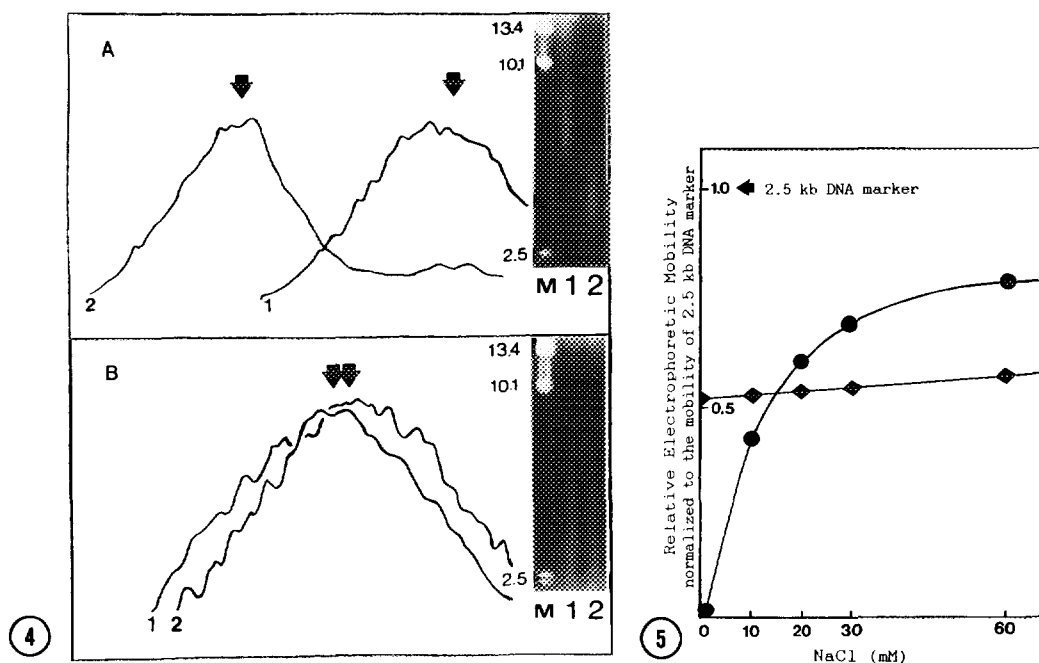 A
13.4
10.1
2.5
M 1 2
2
1
B
13.4
10.1
2.5
M 1 2
1 2
4
Relative Electrophoretic Mobility
normalized to the mobility of 2.5 kb DNA marker
1.0
2.5 kb DNA marker
0.5
0 10 20 30 60
NaCl (mM)
5